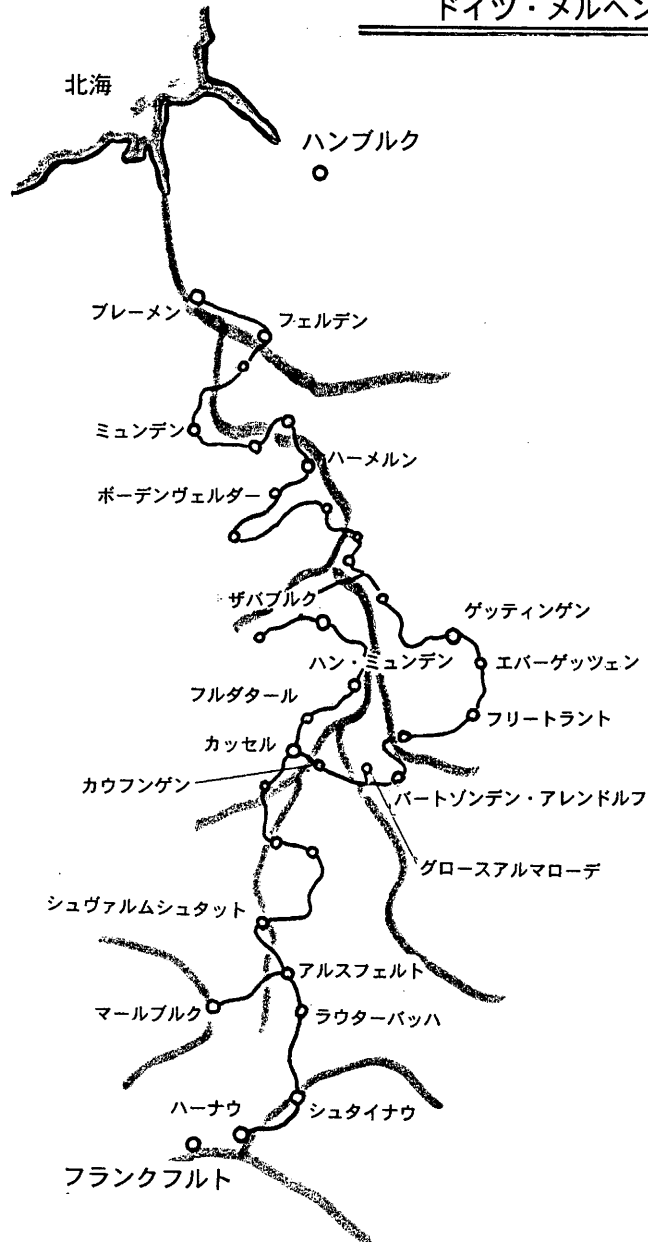 ドイツ・メルヘン
北海
ハンブルク
ブレーメン
フェルデン
ミュンデン
ハーメルン
ボーデンヴェルダー
ザバブルク
ゲッティンゲン
ハン・ミュンデン
エバーゲッツェン
フルダタール
フリートラント
カッセル
カウフンゲン
バートゾンデン・アレンドルフ
グロースアルマローデ
シュヴァルムシュタット
アルスフェルト
マールブルク
ラウターバッハ
ハーナウ
シュタイナウ
フランクフルト